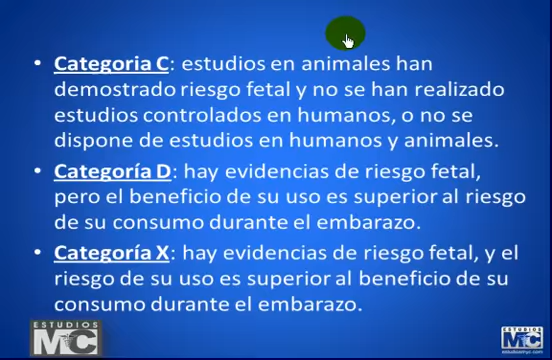 • Categoria C: estudios en animales han
demostrado riesgo fetal y no se han realizado
estudios controlados en humanos, o no se
dispone de estudios en humanos y animales.
• Categoría D: hay evidencias de riesgo fetal,
pero el beneficio de su uso es superior al riesgo
de su consumo durante el embarazo.
• Categoría X: hay evidencias de riesgo fetal, y el
riesgo de su uso es superior al beneficio de su
consumo durante el embarazo.
ESTUDIOS
MC
ESTUDIOS
MC